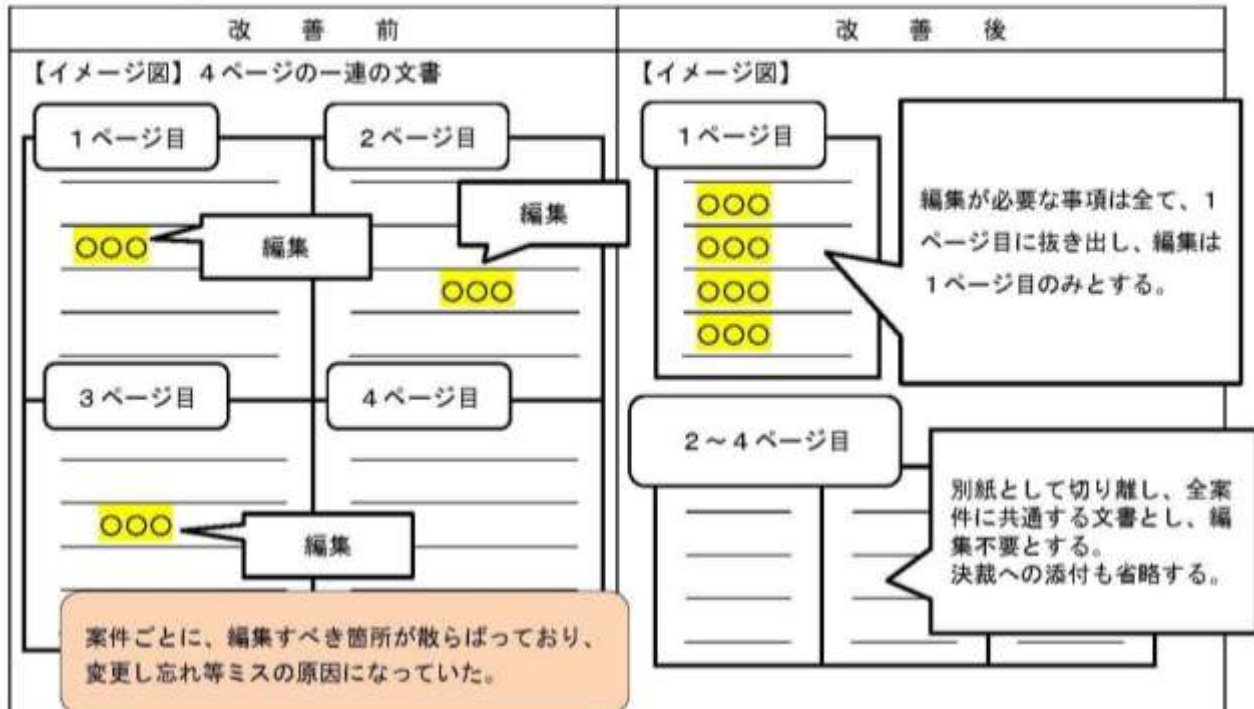 改善前
改善後
【イメージ図】4ページの一連の文書
1ページ目
2ページ目
編集
○○○
編集
○○○
3ページ目
4ページ目
○○○
編集
案件ごとに、編集すべき箇所が散らばっており、
変更し忘れ等ミスの原因になっていた。
【イメージ図】
1ページ目
○○○
○○○
○○○
○○○
編集が必要な事項は全て、1
ページ目に抜き出し、編集は
1ページ目のみとする。
2～4ページ目
別紙として切り離し、全案
件に共通する文書とし、編
集不要とする。
決裁への添付も省略する。